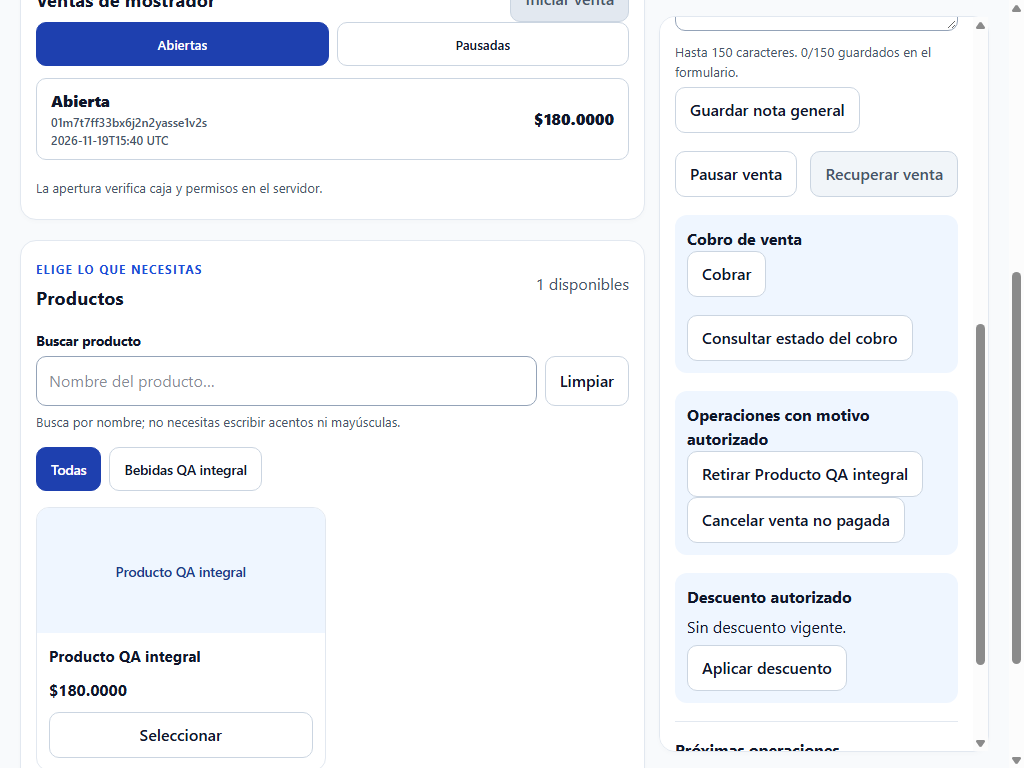 Ventas de mostrador
Iniciar venta
Abiertas
Pausadas
Abierta
01m7t7ff33bx6j2n2yasse1v2s
2026-11-19T15:40 UTC
$180.0000
La apertura verifica caja y permisos en el servidor.
ELIGE LO QUE NECESITAS
Productos
1 disponibles
Buscar producto
Nombre del producto...
Limpiar
Busca por nombre; no necesitas escribir acentos ni mayúsculas.
Todas
Bebidas QA integral
Producto QA integral
Producto QA integral
$180.0000
Seleccionar
Hasta 150 caracteres. 0/150 guardados en el
formulario.
Guardar nota general
Pausar venta
Recuperar venta
Cobro de venta
Cobrar
Consultar estado del cobro
Operaciones con motivo
autorizado
Retirar Producto QA integral
Cancelar venta no pagada
Descuento autorizado
Sin descuento vigente.
Aplicar descuento
Próximas operaciones